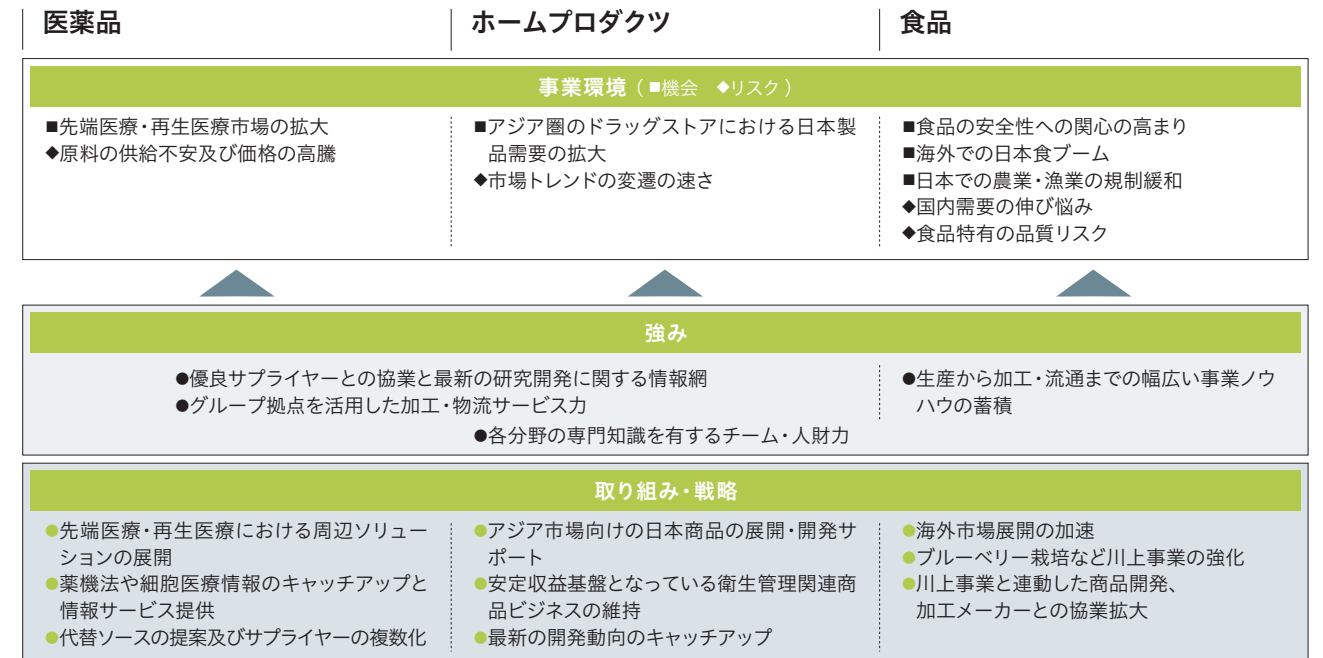 医薬品
ホームプロダクツ
食品
事業環境（■機会　◆リスク）
■先端医療・再生医療市場の拡大
◆原料の供給不安及び価格の高騰
■アジア圏のドラッグストアにおける日本製
品需要の拡大
◆市場トレンドの変遷の速さ
■食品の安全性への関心の高まり
■海外での日本食ブーム
■日本での農業・漁業の規制緩和
◆国内需要の伸び悩み
◆食品特有の品質リスク
強み
●優良サプライヤーとの協業と最新の研究開発に関する情報網
●グループ拠点を活用した加工・物流サービス力
●生産から加工・流通までの幅広い事業ノウ
ハウの蓄積
●各分野の専門知識を有するチーム・人財力
取り組み・戦略
●先端医療・再生医療における周辺ソリュー
ションの展開
●薬機法や細胞医療情報のキャッチアップと
情報サービス提供
●代替ソースの提案及びサプライヤーの複数化
●アジア市場向けの日本商品の展開・開発サ
ポート
●安定収益基盤となっている衛生管理関連商
品ビジネスの維持
●最新の開発動向のキャッチアップ
●海外市場展開の加速
●ブルーベリー栽培など川上事業の強化
●川上事業と連動した商品開発、
加工メーカーとの協業拡大